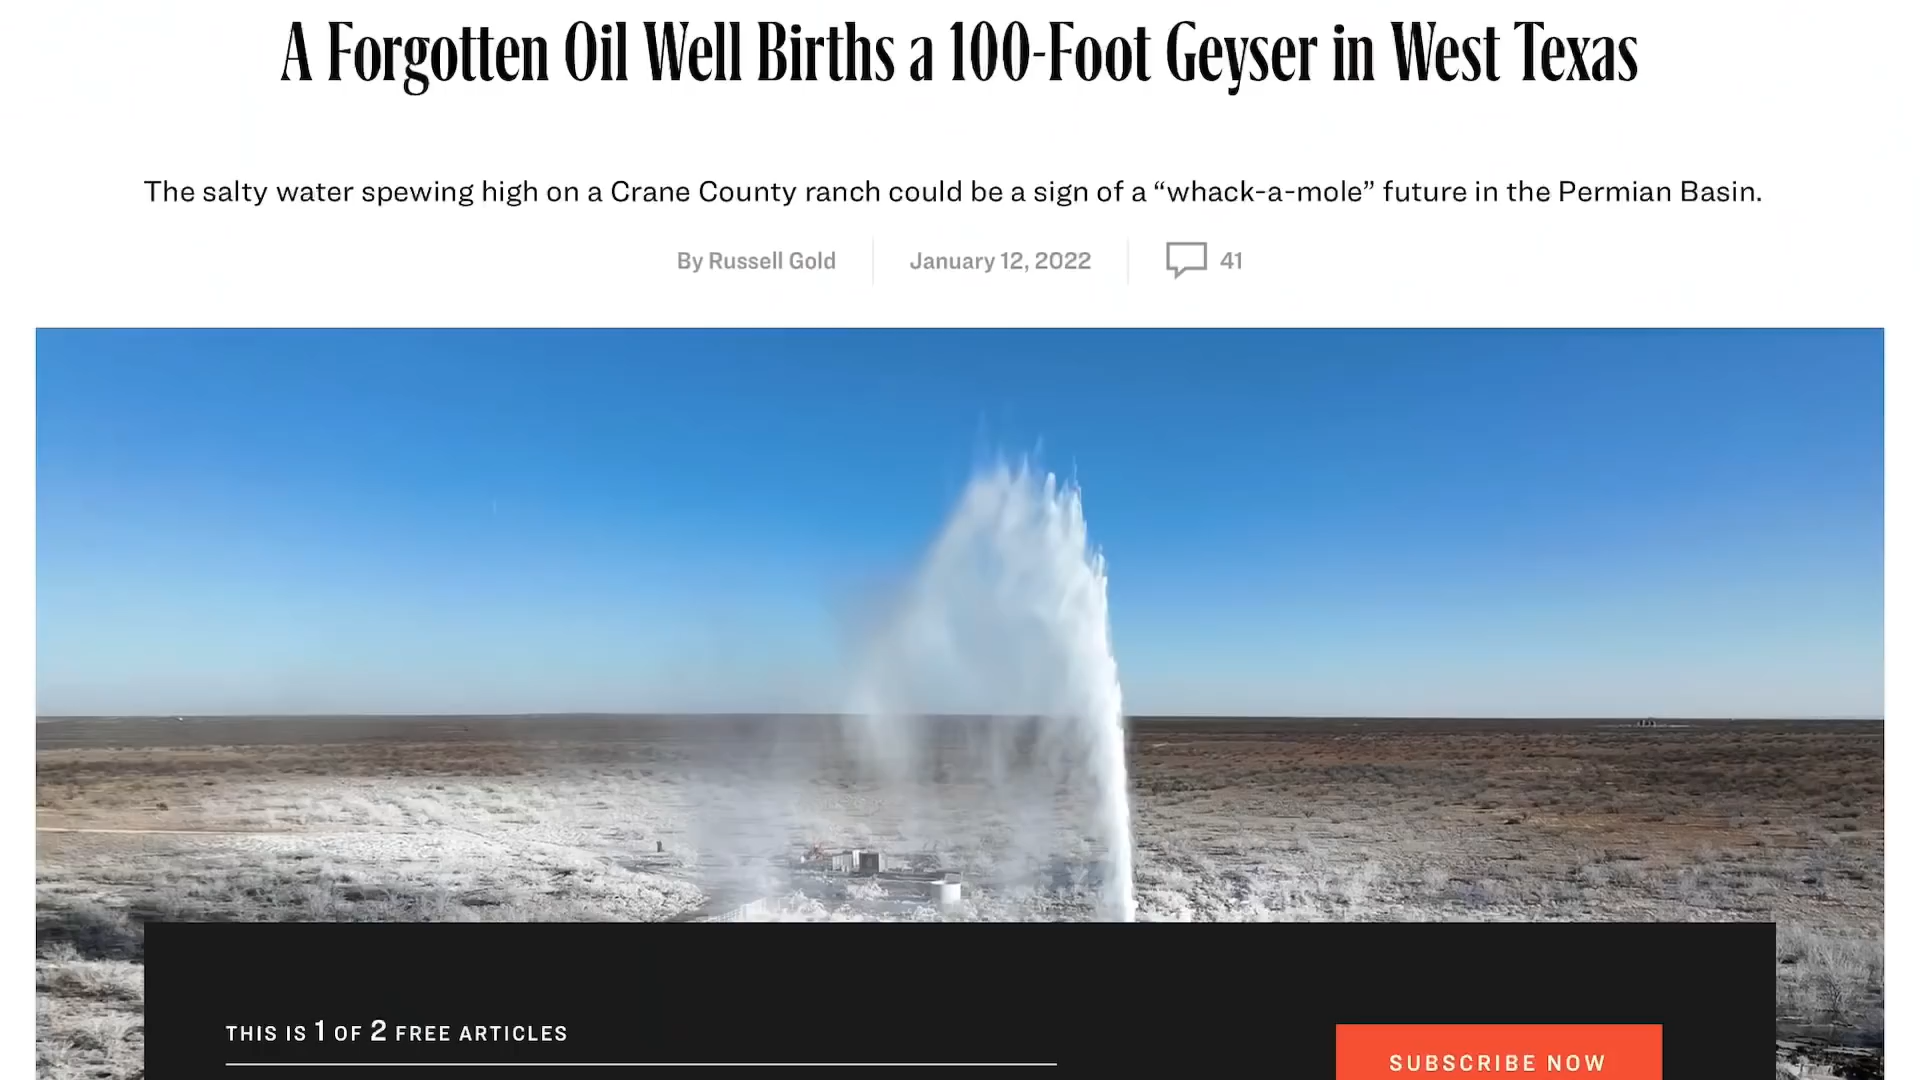 A Forgotten Oil Well Births a 100-Foot Geyser in West Texas
The salty water spewing high on a Crane County ranch could be a sign of a “whack-a-mole” future in the Permian Basin.
By Russell Gold
January 12, 2022
41
THIS IS 1 OF 2 FREE ARTICLES
SUBSCRIBE NOW